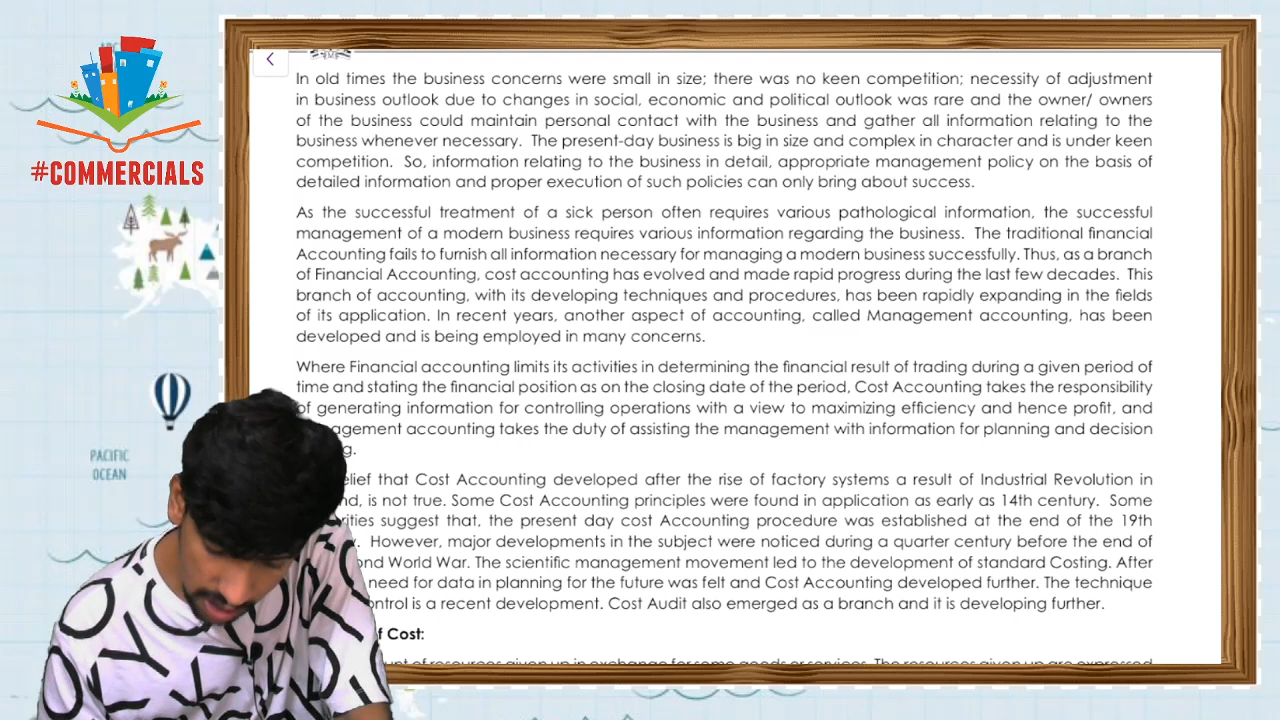 #COMMERCIALS
PACIFIC
OCEAN
In old times the business concerns were small in size; there was no keen competition; necessity of adjustment
in business outlook due to changes in social, economic and political outlook was rare and the owner/ owners
of the business could maintain personal contact with the business and gather all information relating to the
business whenever necessary. The present-day business is big in size and complex in character and is under keen
competition. So, information relating to the business in detail, appropriate management policy on the basis of
detailed information and proper execution of such policies can only bring about success.
As the successful treatment of a sick person often requires various pathological information, the successful
management of a modern business requires various information regarding the business. The traditional financial
Accounting fails to furnish all information necessary for managing a modern business successfully. Thus, as a branch
of Financial Accounting, cost accounting has evolved and made rapid progress during the last few decades. This
branch of accounting, with its developing techniques and procedures, has been rapidly expanding in the fields
of its application. In recent years, another aspect of accounting, called Management accounting, has been
developed and is being employed in many concerns.
Where Financial accounting limits its activities in determining the financial result of trading during a given period of
time and stating the financial position as on the closing date of the period, Cost Accounting takes the responsibility
of generating information for controlling operations with a view to maximizing efficiency and hence profit, and
accounting takes the duty of assisting the management with information for planning and decision
that Cost Accounting developed after the rise of factory systems a result of Industrial Revolution in
is not true. Some Cost Accounting principles were found in application as early as 14th century. Some
suggest that, the present day cost Accounting procedure was established at the end of the 19th
However, major developments in the subject were noticed during a quarter century before the end of
World War. The scientific management movement led to the development of standard Costing. After
need for data in planning for the future was felt and Cost Accounting developed further. The technique
is a recent development. Cost Audit also emerged as a branch and it is developing further.
Cost:
of resources given up in exchange for some goods or services. The resources given up are expressed